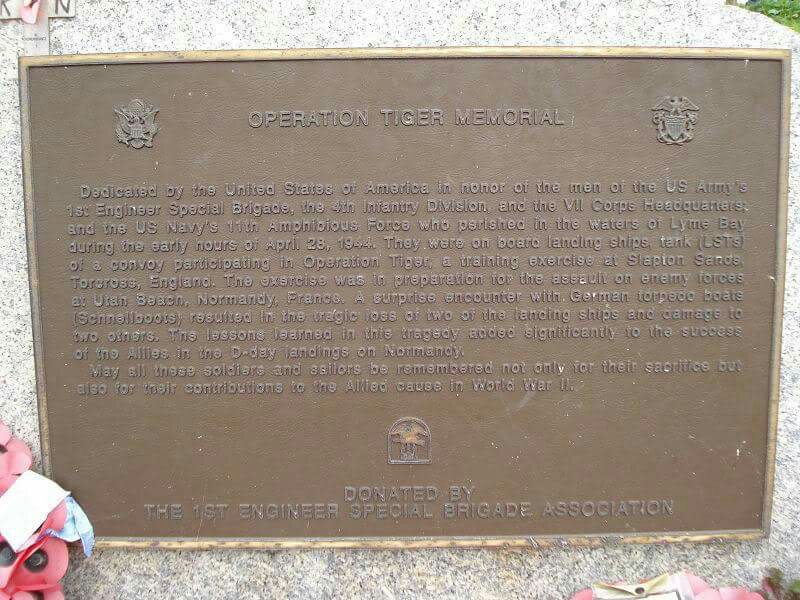 OPERATION TIGER MEMORIAL
Dedicated by the United States of America in honor of the men of the US Army's
1st Engineer Special Brigade, the 4th Infantry Division, and the VII Corps Headquarters;
and the US Navy's 11th Amphibious Force who perished in the waters of Lyme Bay
during the early hours of April 28, 1944. They were on board landing ships, tank (LST's)
of a convoy participating in Operation Tiger, a training exercise at Slapton Sands,
Torcross, England. The exercise was in preparation for the assault on enemy forces
at Utah Beach, Normandy, France. A surprise encounter with German torpedo boats
(Schnellboots) resulted in the tragic loss of two of the landing ships and damage to
two others. The lessons learned in this tragedy added significantly to the success
of the Allies in the D-day landings on Normandy.
May all these soldiers and sailors be remembered not only for their sacrifice but
also for their contributions to the Allied cause in World War II.
DONATED BY
THE 1ST ENGINEER SPECIAL BRIGADE ASSOCIATION